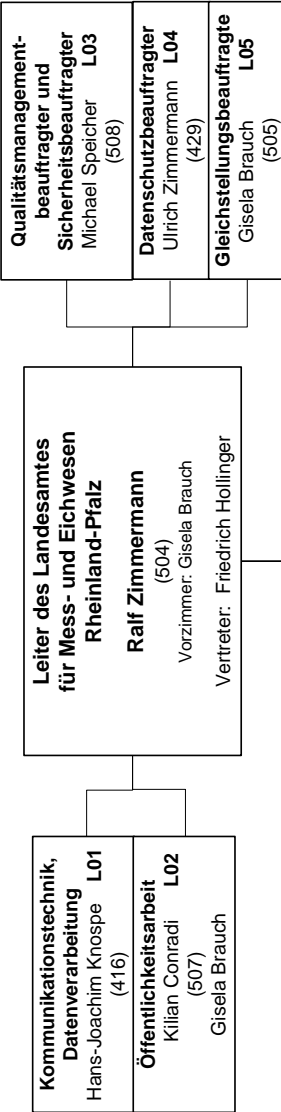 Kommunikationstechnik,
Datenverarbeitung
Hans-Joachim Knospe L01
(416)
Öffentlichkeitsarbeit
Kilian Conradi L02
(507)
Gisela Brauch
Leiter des Landesamtes
für Mess- und Eichwesen
Rheinland-Pfalz
Ralf Zimmermann
(504)
Vorzimmer: Gisela Brauch
Vertreter: Friedrich Hollinger
Qualitätsmanagement-
beauftragter und
Sicherheitsbeauftragter
Michael Speicher L03
(508)
Datenschutzbeauftragter
Ulrich Zimmermann L04
(429)
Gleichstellungsbeauftragte
Gisela Brauch L05
(505)